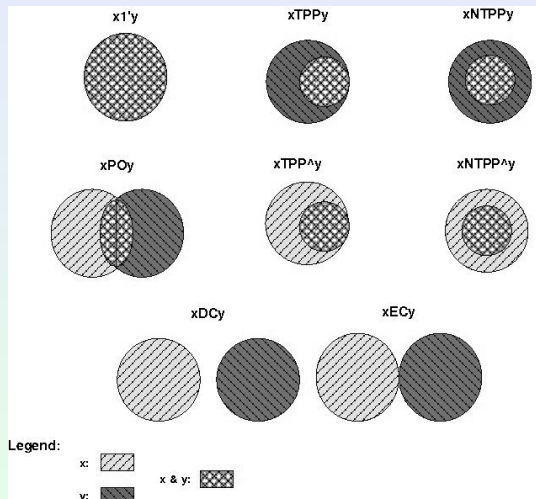 x1'y xTPPy xNTPPy
xPOy xTPP^y xNTPP^y
xDCy xECy
Legend:
x:
x & y:
y: